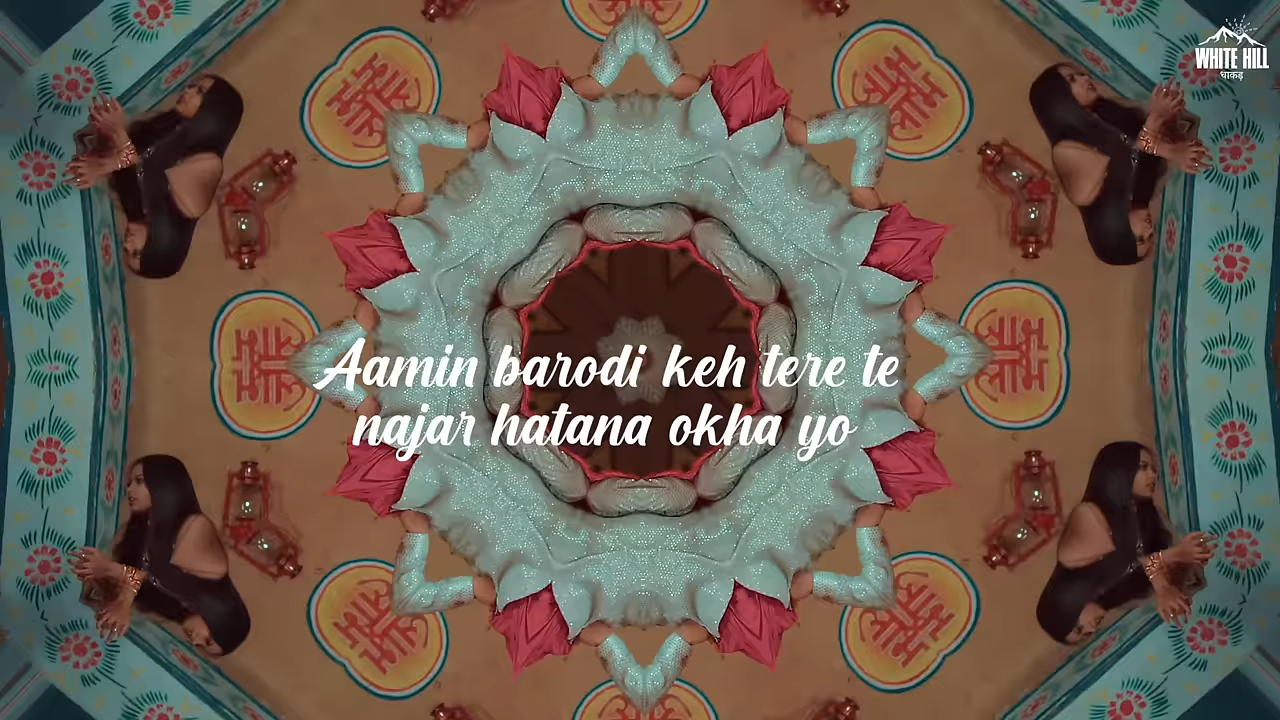 WHITE HILL
धाकड़
Aamin barodi keh tere te
najar hatana okha yo